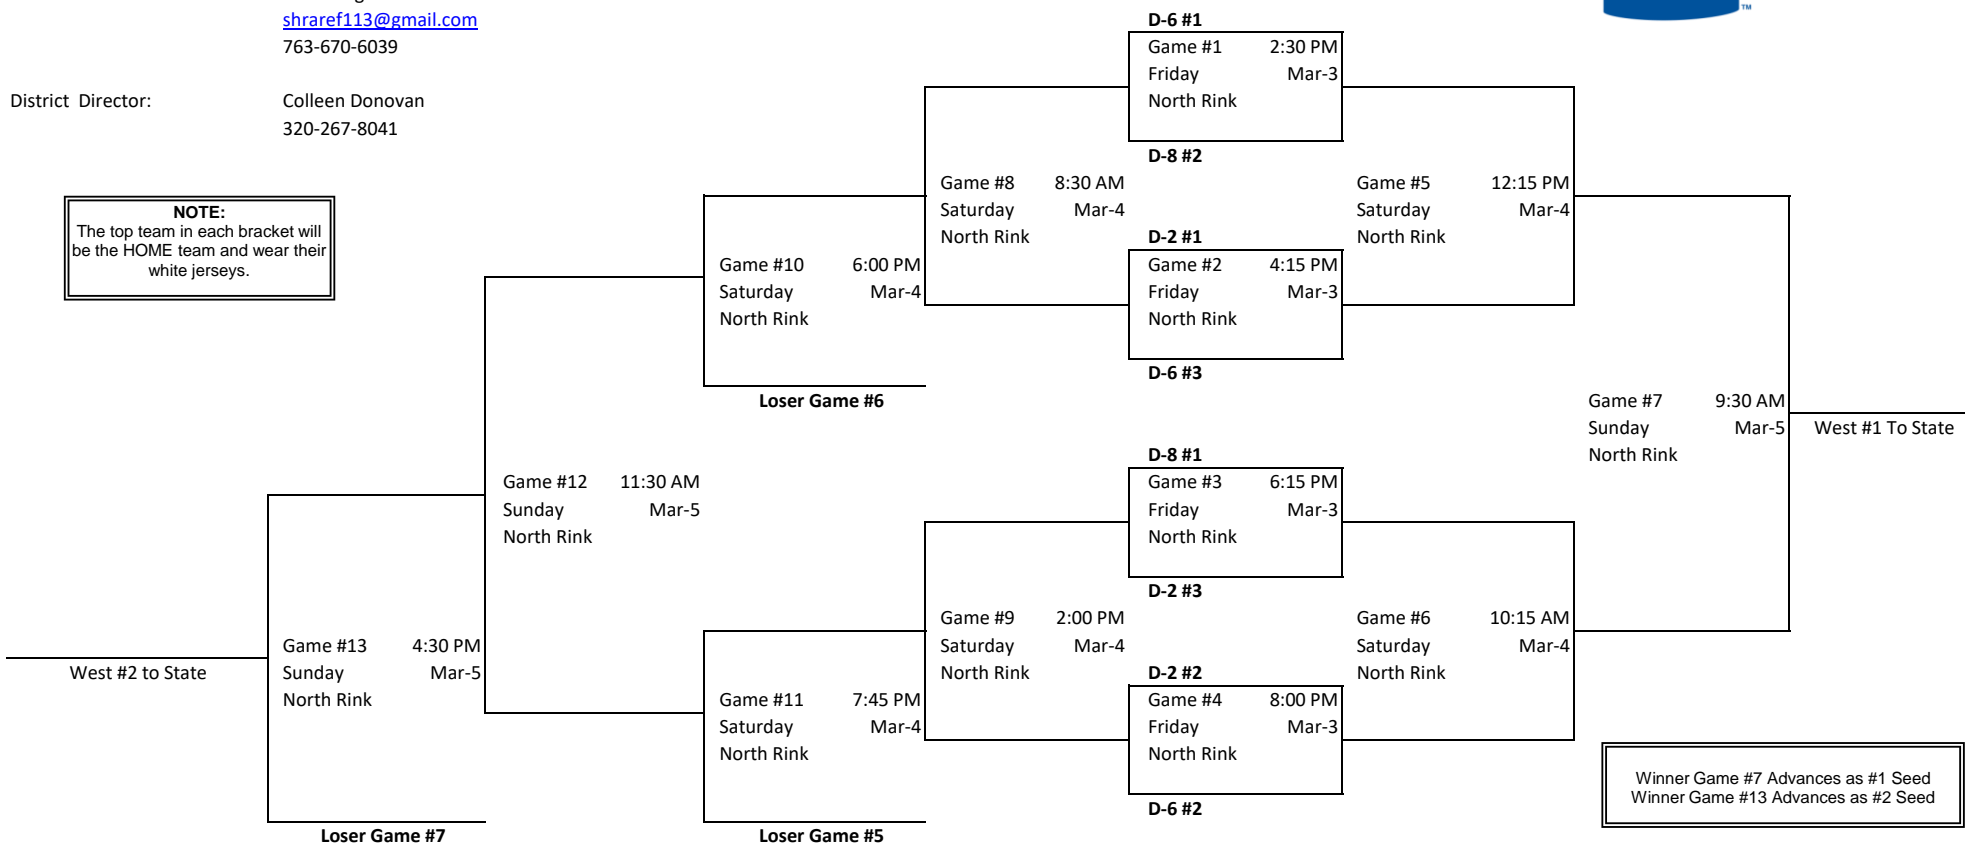 shraref113@gmail.com
763-670-6039
District Director: Colleen Donovan
320-267-8041
NOTE:
The top team in each bracket will
be the HOME team and wear their
white jerseys.
D-6 #1
Game #1 2:30 PM
Friday Mar-3
North Rink
D-8 #2
Game #8 8:30 AM
Saturday Mar-4
North Rink
Game #5 12:15 PM
Saturday Mar-4
North Rink
D-2 #1
Game #2 4:15 PM
Friday Mar-3
North Rink
D-6 #3
Game #10 6:00 PM
Saturday Mar-4
North Rink
Loser Game #6
Game #7 9:30 AM
Sunday Mar-5
North Rink
West #1 To State
D-8 #1
Game #3 6:15 PM
Friday Mar-3
North Rink
D-2 #3
Game #12 11:30 AM
Sunday Mar-5
North Rink
Game #9 2:00 PM
Saturday Mar-4
North Rink
Game #6 10:15 AM
Saturday Mar-4
North Rink
Game #13 4:30 PM
Sunday Mar-5
North Rink
West #2 to State
D-2 #2
Game #4 8:00 PM
Friday Mar-3
North Rink
D-6 #2
Game #11 7:45 PM
Saturday Mar-4
North Rink
Winner Game #7 Advances as #1 Seed
Winner Game #13 Advances as #2 Seed
Loser Game #7
Loser Game #5
TM